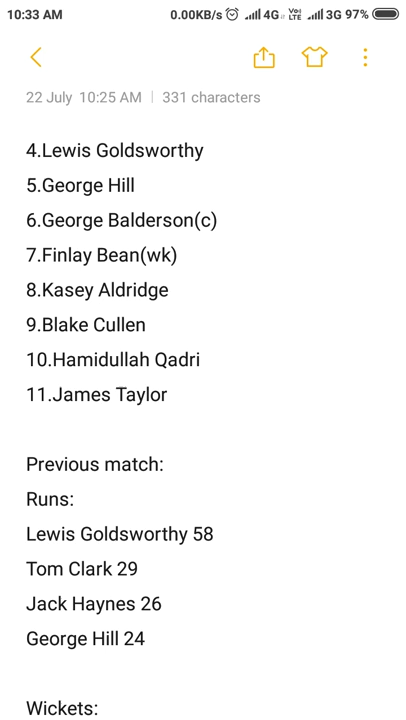 10:33 AM 0.00KB/s 4G VoLTE 3G 97%
22 July 10:25 AM | 331 characters
4.Lewis Goldsworthy
5.George Hill
6.George Balderson(c)
7.Finlay Bean(wk)
8.Kasey Aldridge
9.Blake Cullen
10.Hamidullah Qadri
11.James Taylor
Previous match:
Runs:
Lewis Goldsworthy 58
Tom Clark 29
Jack Haynes 26
George Hill 24
Wickets: